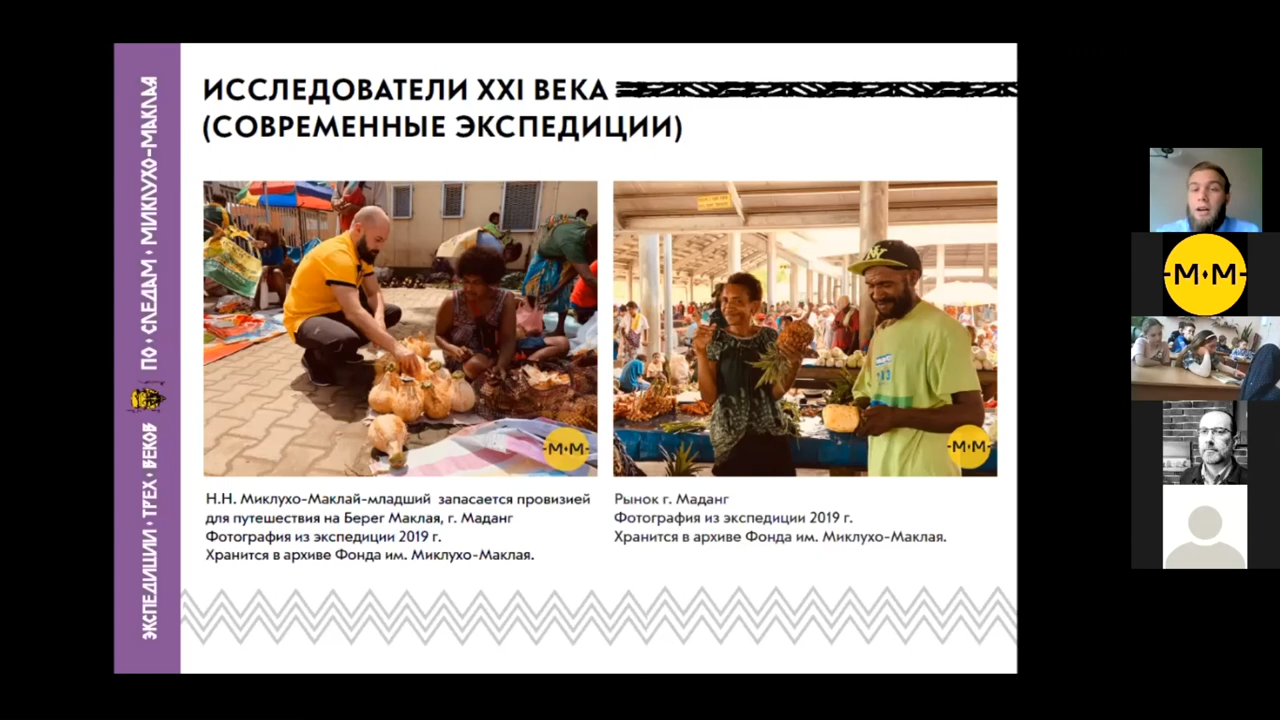 ИССЛЕДОВАТЕЛИ XXI ВЕКА
(СОВРЕМЕННЫЕ ЭКСПЕДИЦИИ)
ЭКСПЕДИЦИИ • ТРЕХ • ВЕКОВ
ПО • СЛЕДАМ • МИКЛУХО-МАКЛАЯ
М•М
М•М
Н.Н. Миклухо-Маклай-младший запасается провизией
для путешествия на Берег Маклая, г. Маданг
Фотография из экспедиции 2019 г.
Хранится в архиве Фонда им. Миклухо-Маклая.
Рынок г. Маданг
Фотография из экспедиции 2019 г.
Хранится в архиве Фонда им. Миклухо-Маклая.
М•М